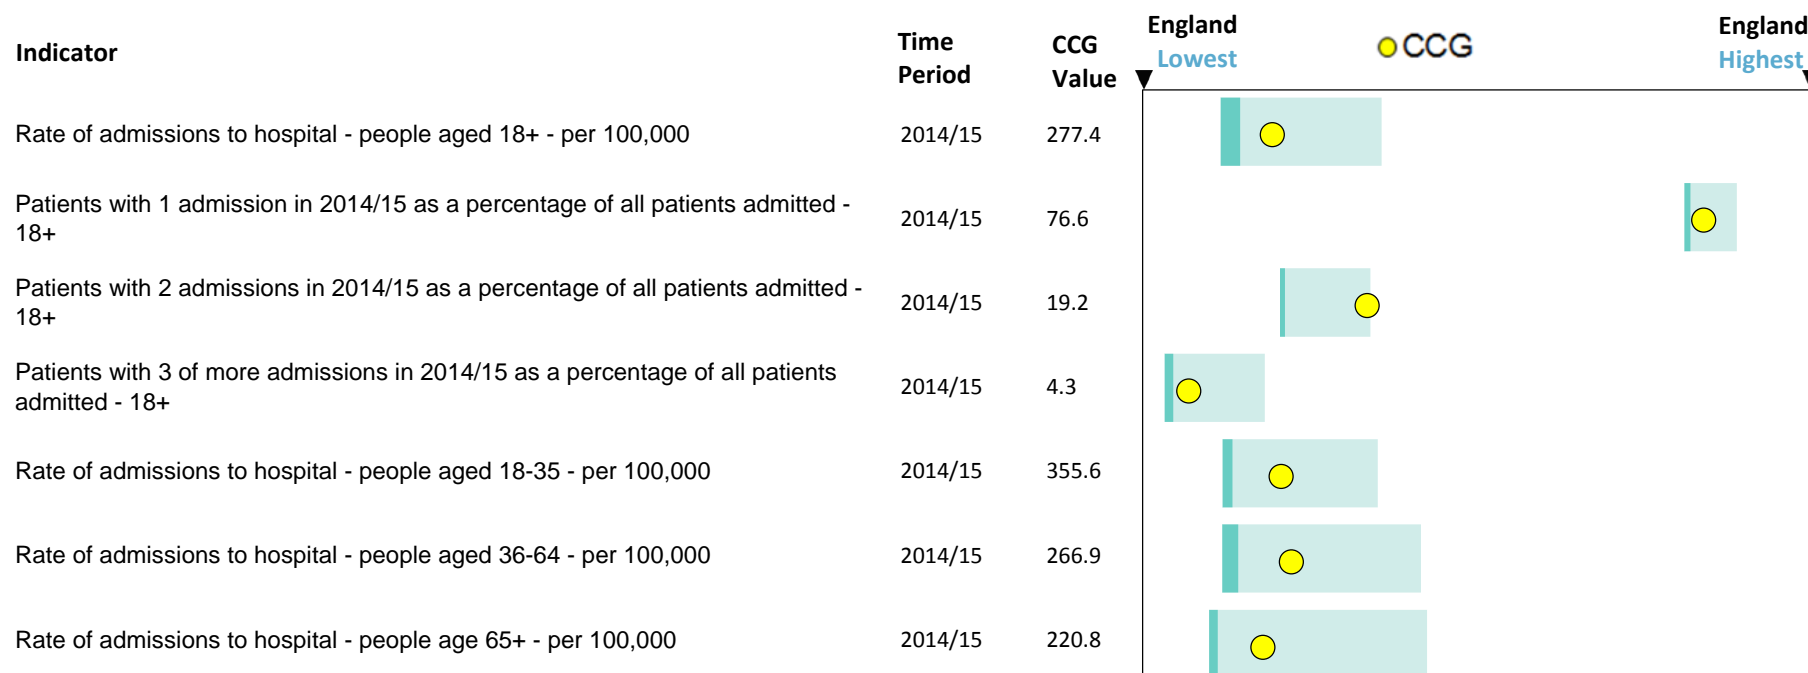 Indicator
Time
Period
CCG
Value
England
Lowest
CCG
England
Highest
Rate of admissions to hospital - people aged 18+ - per 100,000
2014/15
277.4
Patients with 1 admission in 2014/15 as a percentage of all patients admitted -
18+
2014/15
76.6
Patients with 2 admissions in 2014/15 as a percentage of all patients admitted -
18+
2014/15
19.2
Patients with 3 of more admissions in 2014/15 as a percentage of all patients
admitted - 18+
2014/15
4.3
Rate of admissions to hospital - people aged 18-35 - per 100,000
2014/15
355.6
Rate of admissions to hospital - people aged 36-64 - per 100,000
2014/15
266.9
Rate of admissions to hospital - people age 65+ - per 100,000
2014/15
220.8